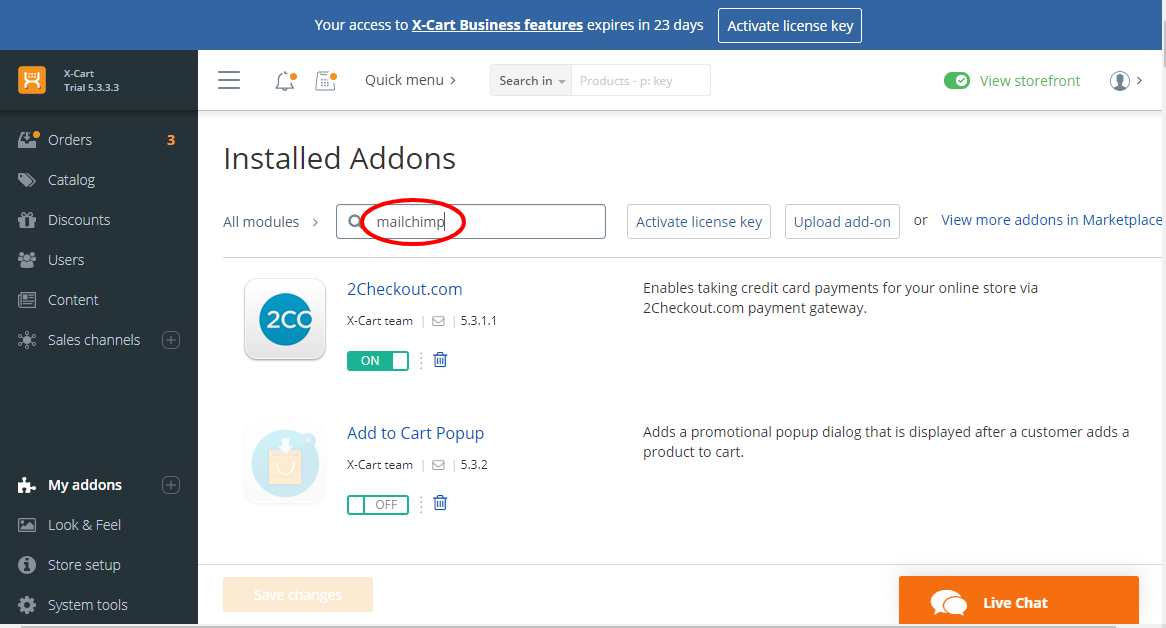 Your access to X-Cart Business features expires in 23 days
Activate license key
X-Cart
Trial 5.3.3.3
Quick menu
Search in
Products - p: key
View storefront
Orders
3
Catalog
Discounts
Users
Content
Sales channels
My addons
Look & Feel
Store setup
System tools
Installed Addons
All modules
mailchimp
Activate license key
Upload add-on
or
View more addons in Marketplace
2CO
2Checkout.com
X-Cart team | 5.3.1.1
ON
Enables taking credit card payments for your online store via
2Checkout.com payment gateway.
Add to Cart Popup
X-Cart team | 5.3.2
OFF
Adds a promotional popup dialog that is displayed after a customer adds a
product to cart.
Save changes
Live Chat